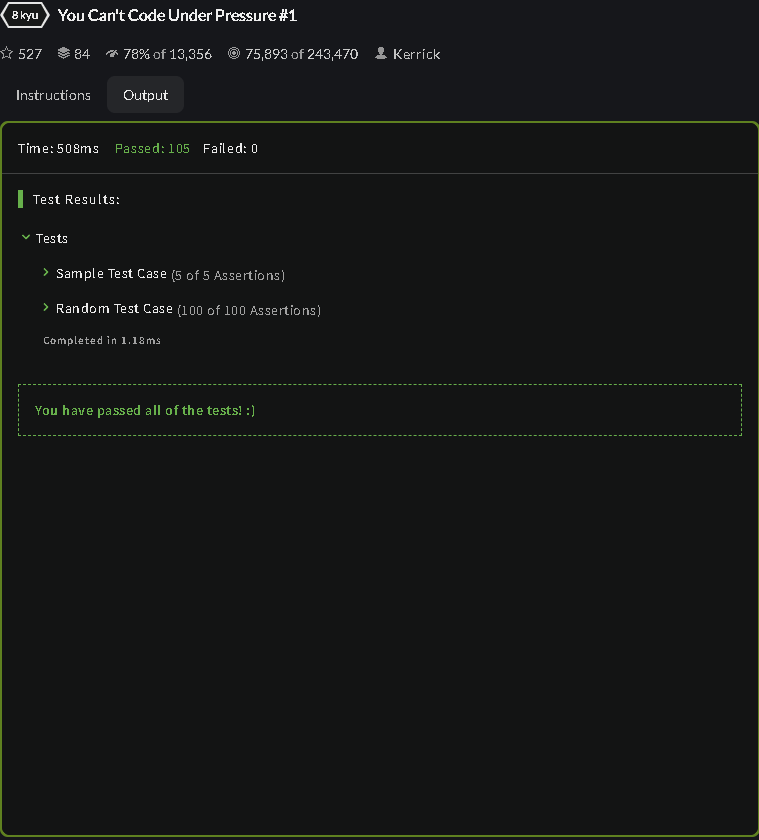 8 kyu You Can't Code Under Pressure #1
527 84 78% of 13,356 75,893 of 243,470 Kerrick
Instructions Output
Time: 508ms Passed: 105 Failed: 0
Test Results:
Tests
Sample Test Case (5 of 5 Assertions)
Random Test Case (100 of 100 Assertions)
Completed in 1.18ms
You have passed all of the tests! :)